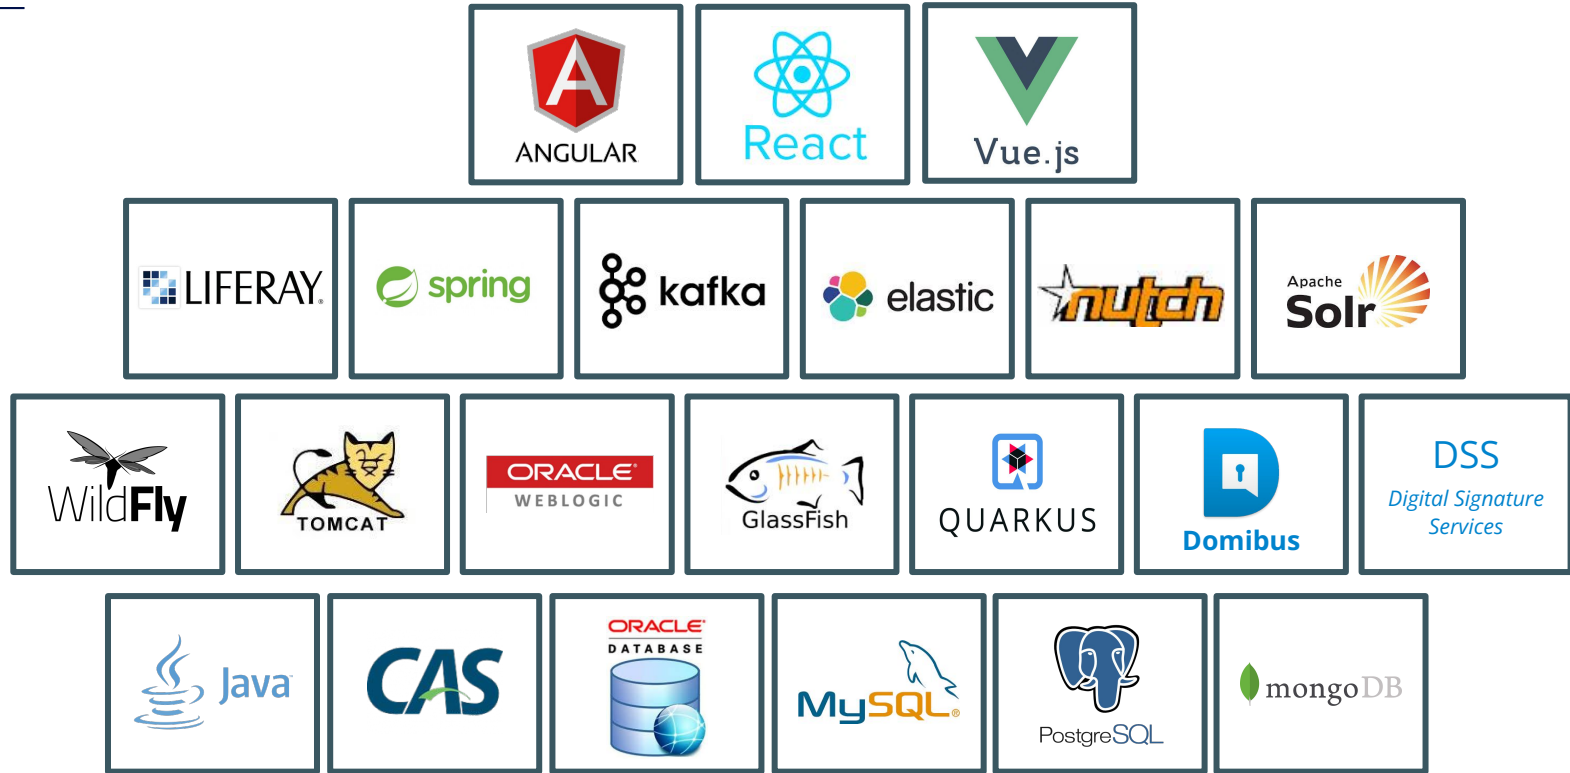 ANGULAR
React
Vue.js
LIFERAY.
spring
kafka
elastic
nutch
Apache
Solr
WildFly
TOMCAT
ORACLE
WEBLOGIC
GlassFish
QUARKUS
Domibus
DSS
Digital Signature
Services
Java
CAS
ORACLE
DATABASE
MySQL®
PostgreSQL
mongoDB